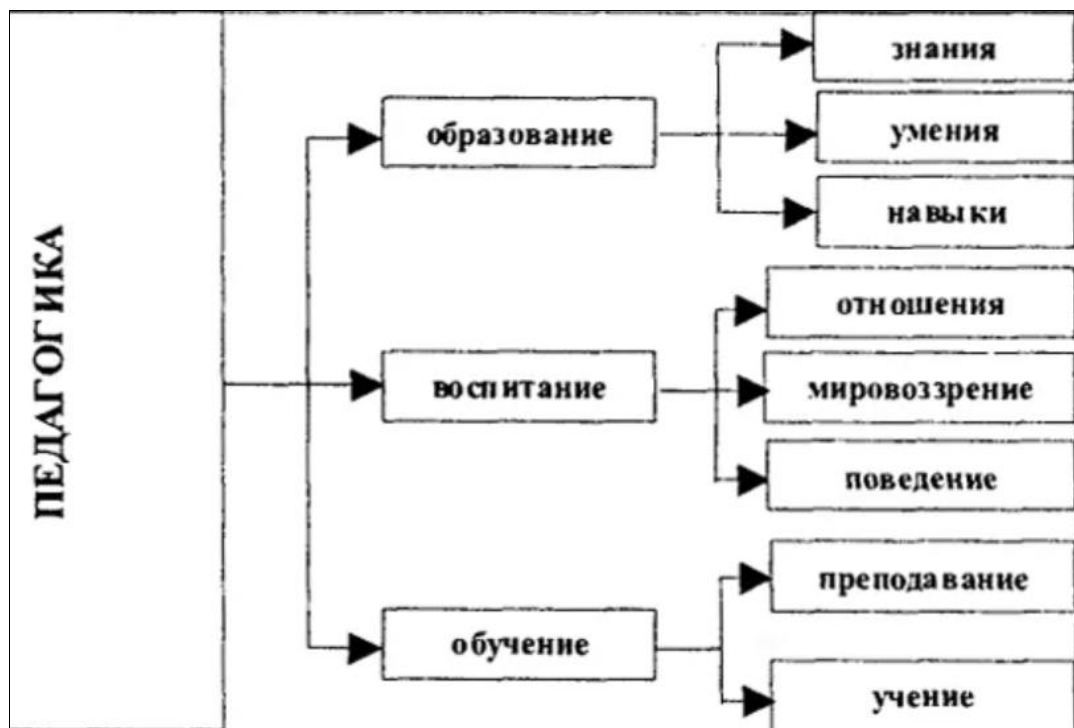 ПЕДАГОГИКА
образование
знания
умения
навыки
воспитание
отношения
мировоззрение
поведение
обучение
преподавание
учение